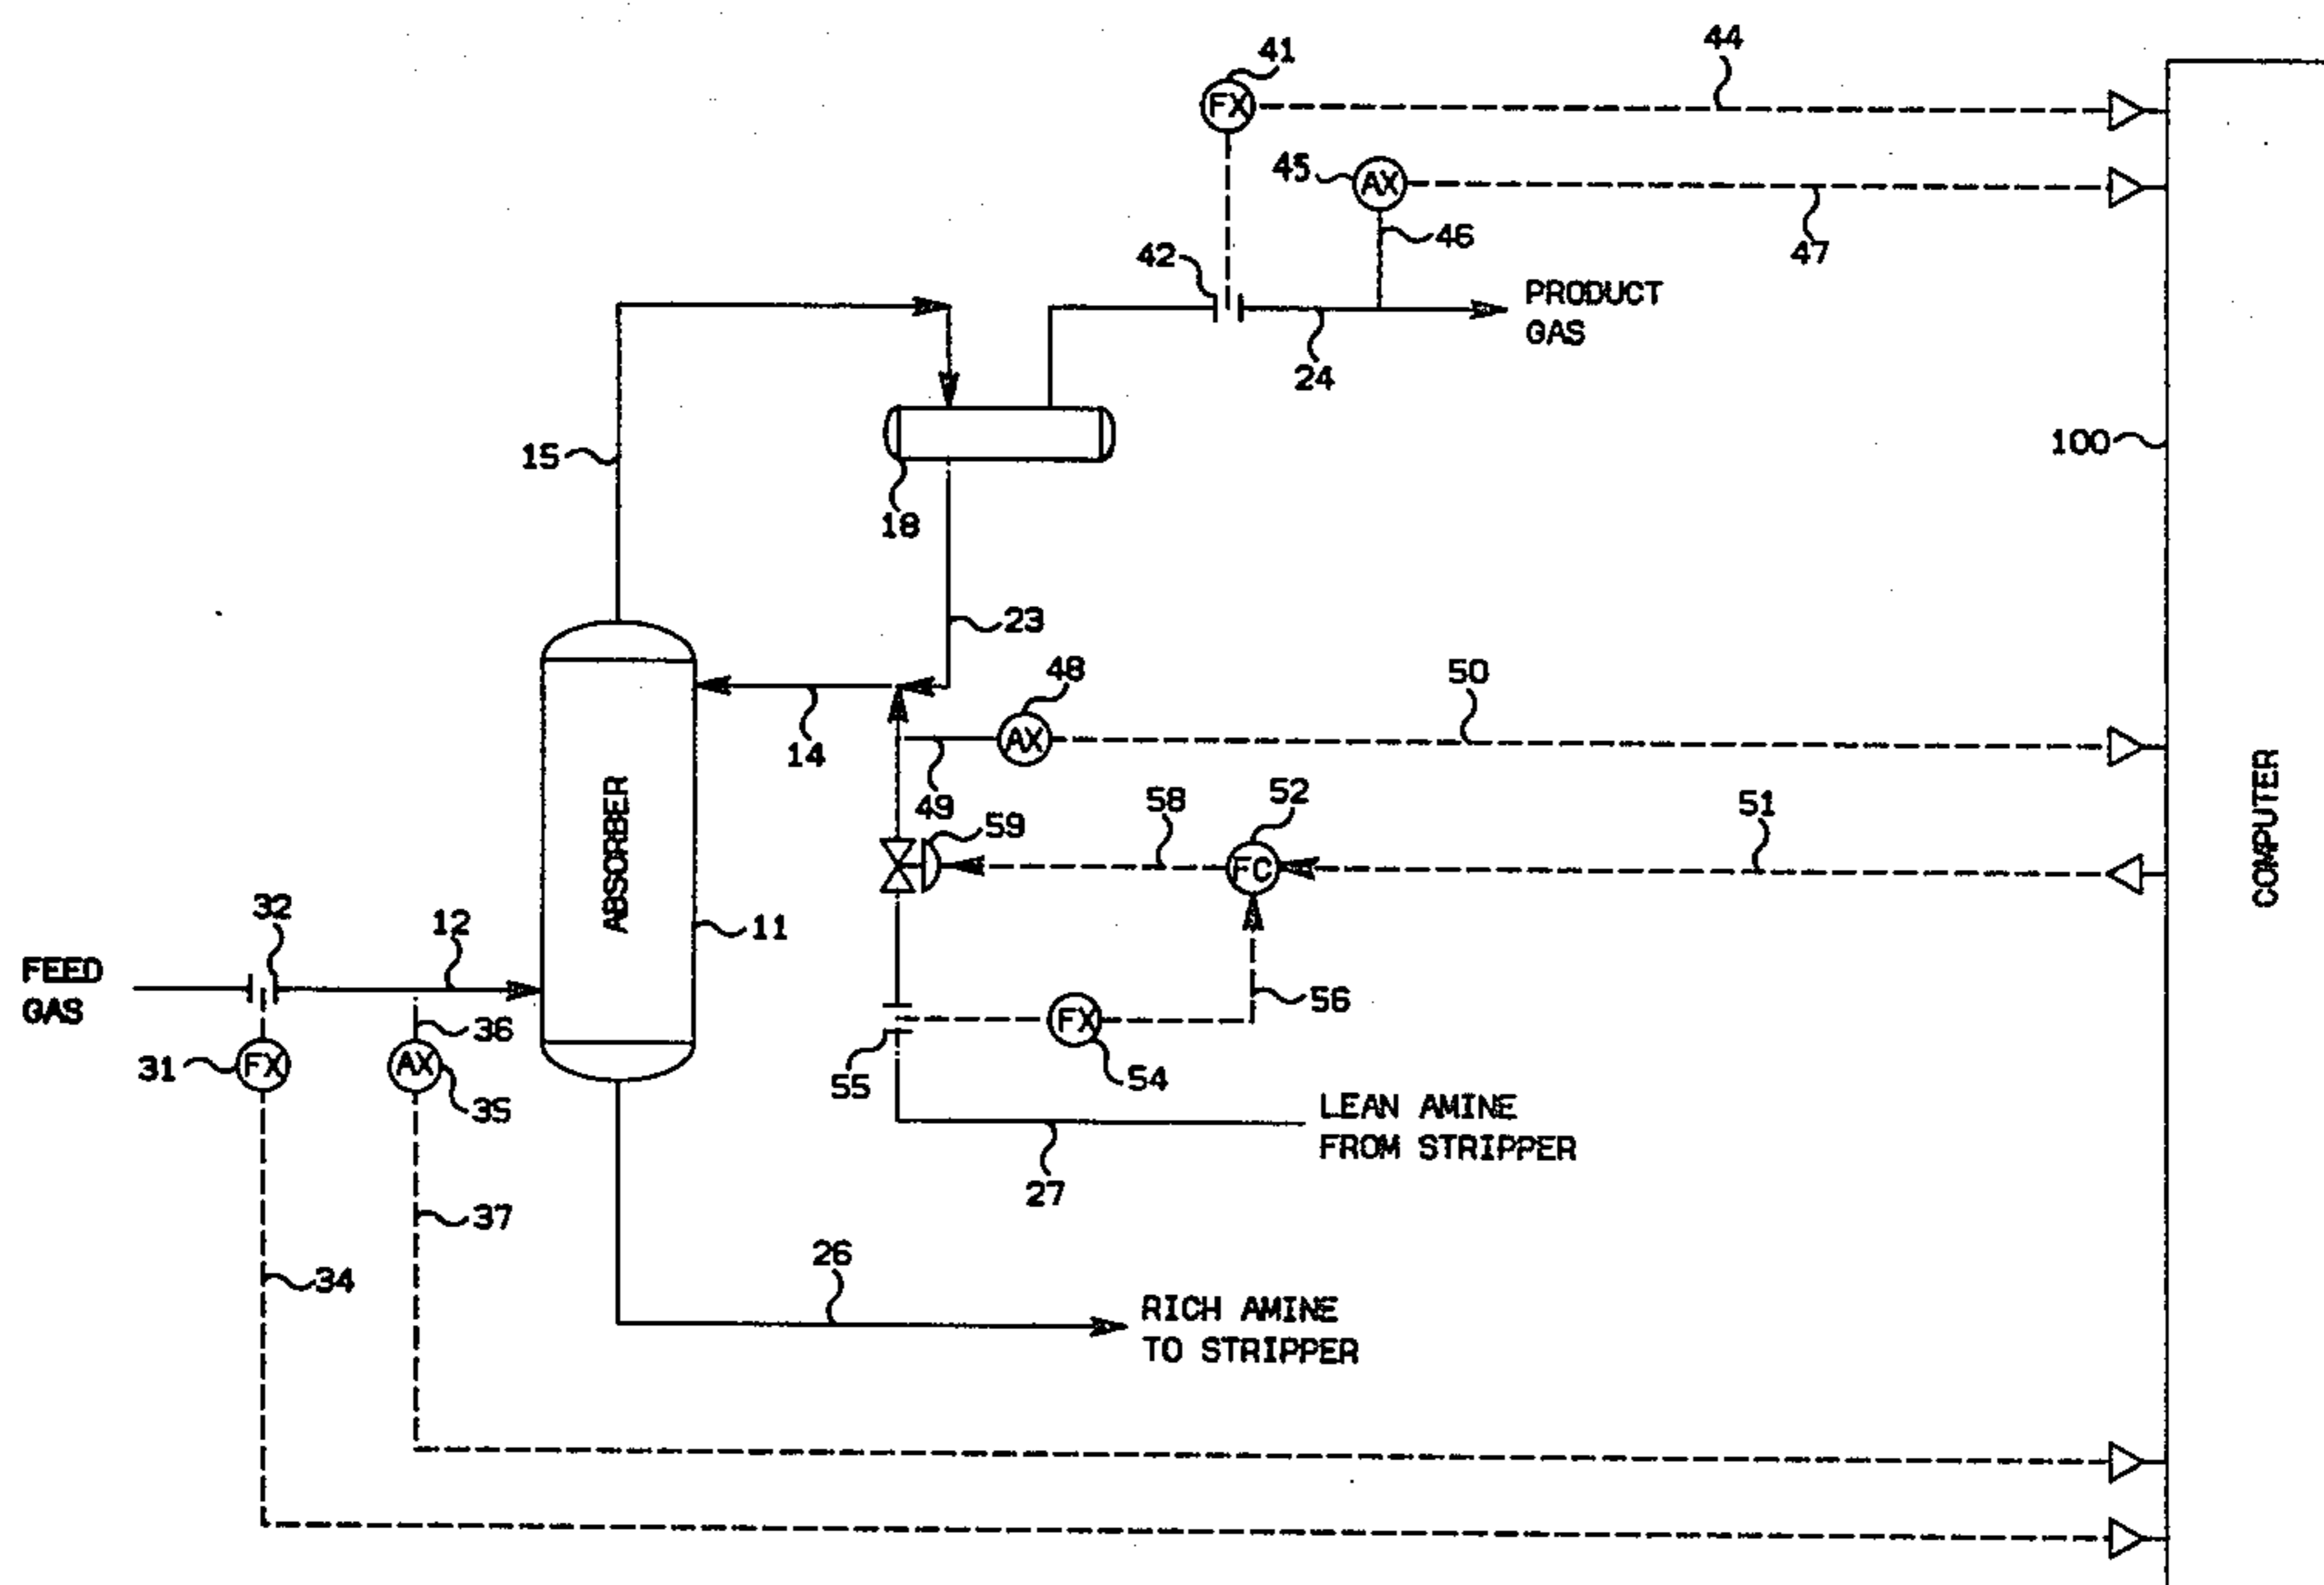 41
44
FX
45
AX
46
42
47
PRODUCT
GAS
24
15
100
18
23
48
50
AX
14
49
58
52
51
59
FC
COMPUTER
ABSORBER
32
12
11
FEED
GAS
36
56
31
FX
AX
35
FX
54
55
LEAN AMINE
FROM STRIPPER
27
37
26
34
RICH AMINE
TO STRIPPER